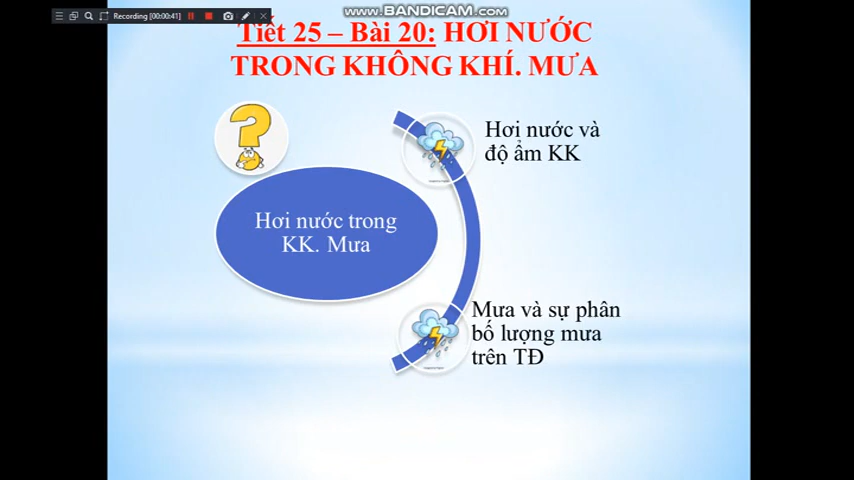 Recording [00:00:41]
www.BANDICAM.com
Tiết 25 – Bài 20: HƠI NƯỚC
TRONG KHÔNG KHÍ. MƯA
Hơi nước và
độ ẩm KK
Hơi nước trong
KK. Mưa
Mưa và sự phân
bố lượng mưa
trên TĐ